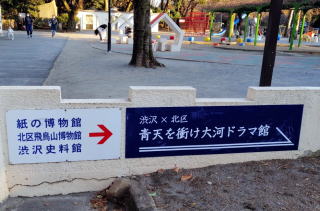 紙の博物館
北区飛鳥山博物館
渋沢史料館
渋沢 × 北区
青天を衝け大河ドラマ館